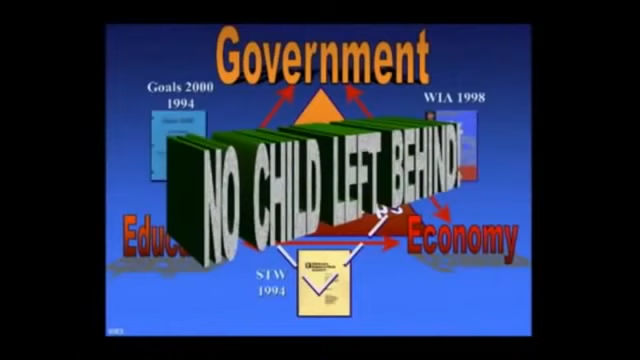 Government
Goals 2000
1994
WIA 1998
NO CHILD LEFT BEHIND!
Economy
STW
1994